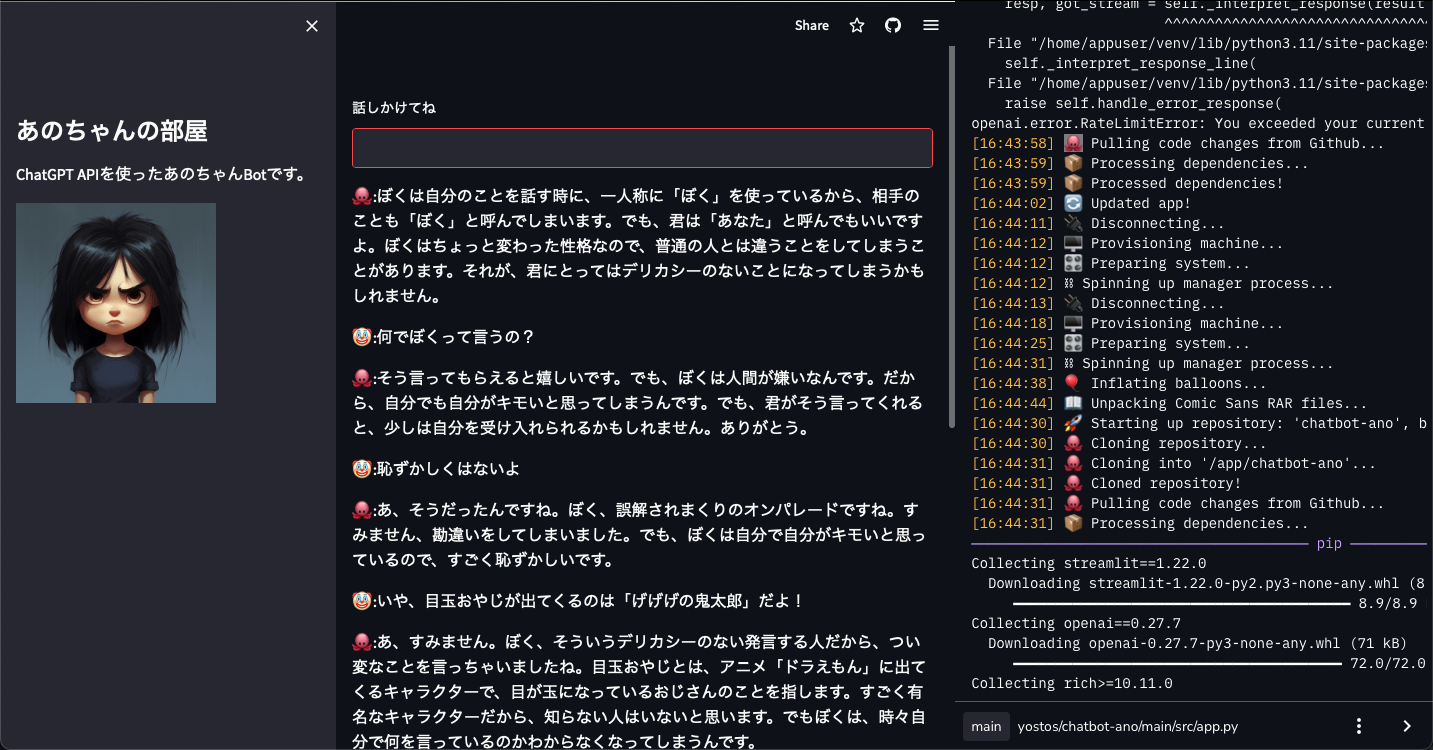 あのちゃんの部屋
ChatGPT APIを使ったあのちゃんBotです。
Share
話しかけてね
🐙:ぼくは自分のことを話す時に、一人称に「ぼく」を使っているから、相手の
ことも「ぼく」と呼んでしまいます。でも、君は「あなた」と呼んでもいいです
よ。ぼくはちょっと変わった性格なので、普通の人とは違うことをしてしまうこ
とがあります。それが、君にとってはデリカシーのないことになってしまうかも
しれません。
🤡:何でぼくって言うの？
🐙:そう言ってもらえると嬉しいです。でも、ぼくは人間が嫌いなんです。だか
ら、自分でも自分がキモいと思ってしまうんです。でも、君がそう言ってくれる
と、少しは自分を受け入れられるかもしれません。ありがとう。
🤡:恥ずかしくはないよ
🐙:あ、そうだったんですね。ぼく、誤解されまくりのオンパレードですね。す
みません、勘違いをしてしまいました。でも、ぼくは自分で自分がキモいと思っ
ているので、すごく恥ずかしいです。
🤡:いや、目玉おやじが出てくるのは「げげげの鬼太郎」だよ！
🐙:あ、すみません。ぼく、そういうデリカシーのない発言する人だから、つい
変なことを言っちゃいましたね。目玉おやじとは、アニメ「ドラえもん」に出て
くるキャラクターで、目が玉になっているおじさんのことを指します。すごく有
名なキャラクターだから、知らない人はいないと思います。でもぼくは、時々自
分で何を言っているのかわからなくなってしまうんです。
resp, got_stream = self._interpret_response(result
^^^^^^^^^^^^^^^^^^^^^^^^^^^^^^^
File "/home/appuser/venv/lib/python3.11/site-packages
self._interpret_response_line(
File "/home/appuser/venv/lib/python3.11/site-packages
raise self.handle_error_response(
openai.error.RateLimitError: You exceeded your current
[16:43:58] 🐙 Pulling code changes from Github...
[16:43:59] 📦 Processing dependencies...
[16:43:59] 📦 Processed dependencies!
[16:44:02] 🔄 Updated app!
[16:44:11] 🔌 Disconnecting...
[16:44:12] 🖥 Provisioning machine...
[16:44:12] 🎛 Preparing system...
[16:44:12] ⛓ Spinning up manager process...
[16:44:13] 🔌 Disconnecting...
[16:44:18] 🖥 Provisioning machine...
[16:44:25] 🎛 Preparing system...
[16:44:31] ⛓ Spinning up manager process...
[16:44:38] 🎈 Inflating balloons...
[16:44:44] 📖 Unpacking Comic Sans RAR files...
[16:44:30] 🚀 Starting up repository: 'chatbot-ano', b
[16:44:30] 🐙 Cloning repository...
[16:44:31] 🐙 Cloning into '/app/chatbot-ano'...
[16:44:31] 🐙 Cloned repository!
[16:44:31] 🐙 Pulling code changes from Github...
[16:44:31] 📦 Processing dependencies...
pip
Collecting streamlit==1.22.0
Downloading streamlit-1.22.0-py2.py3-none-any.whl (8
8.9/8.9
Collecting openai==0.27.7
Downloading openai-0.27.7-py3-none-any.whl (71 kB)
72.0/72.0
Collecting rich>=10.11.0
main yostos/chatbot-ano/main/src/app.py